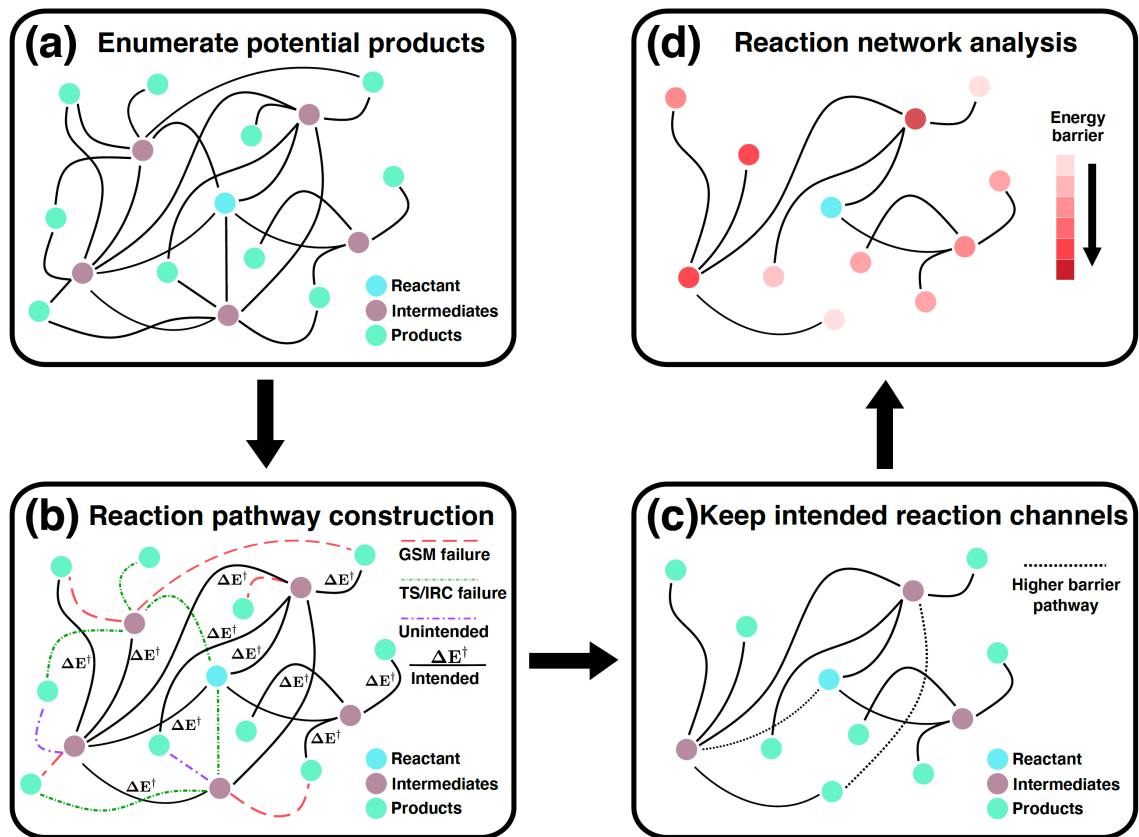 (a) Enumerate potential products
Reactant
Intermediates
Products
(d) Reaction network analysis
Energy
barrier
(b) Reaction pathway construction
GSM failure
TS/IRC failure
Unintended
ΔE†
Intended
ΔE†
ΔE†
ΔE†
ΔE†
ΔE†
ΔE†
ΔE†
ΔE†
ΔE†
ΔE†
ΔE†
Reactant
Intermediates
Products
(c) Keep intended reaction channels
Higher barrier
pathway
Reactant
Intermediates
Products